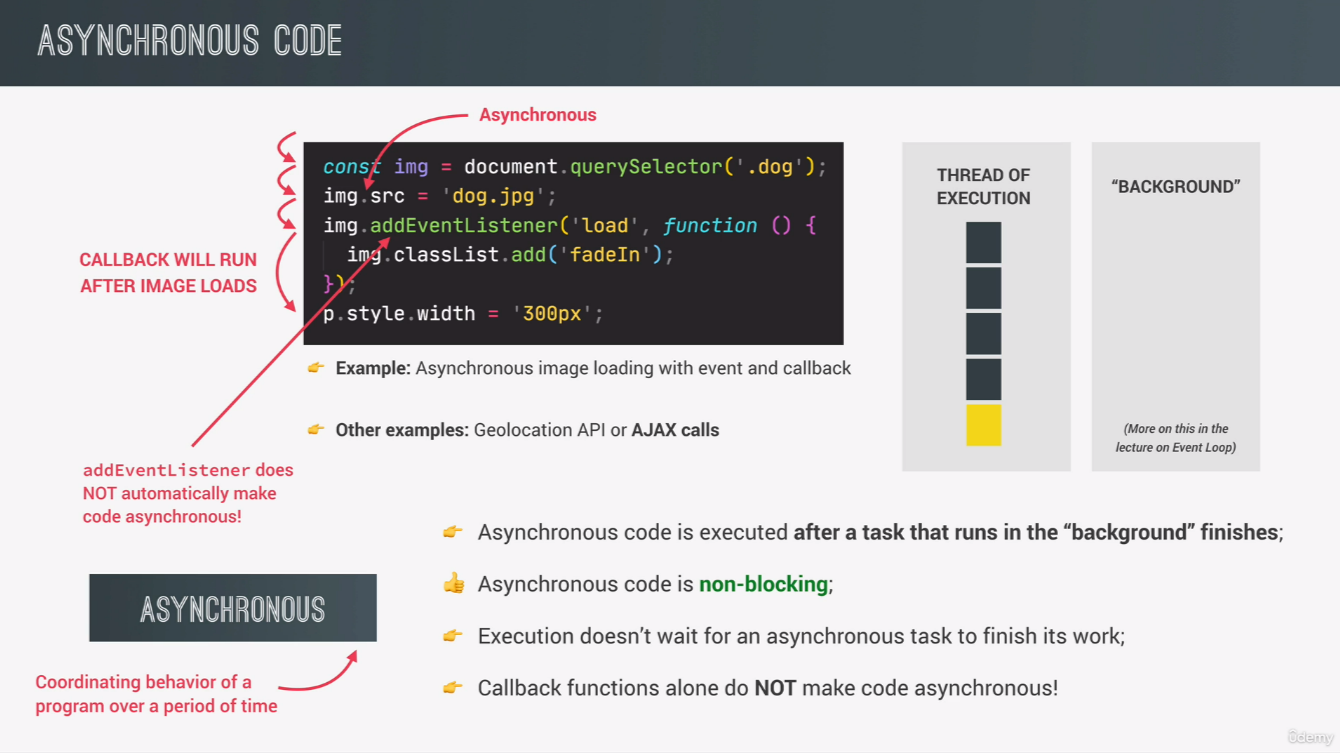 ASYNCHRONOUS CODE
Asynchronous
const img = document.querySelector('.dog');
img.src = 'dog.jpg';
img.addEventListener('load', function () {
img.classList.add('fadeIn');
});
p.style.width = '300px';
CALLBACK WILL RUN
AFTER IMAGE LOADS
THREAD OF
EXECUTION
“BACKGROUND”
(More on this in the
lecture on Event Loop)
👉 Example: Asynchronous image loading with event and callback
👉 Other examples: Geolocation API or AJAX calls
addEventListener does
NOT automatically make
code asynchronous!
👉 Asynchronous code is executed after a task that runs in the “background” finishes;
👍 Asynchronous code is non-blocking;
👉 Execution doesn’t wait for an asynchronous task to finish its work;
👉 Callback functions alone do NOT make code asynchronous!
ASYNCHRONOUS
Coordinating behavior of a
program over a period of time
ûdemy